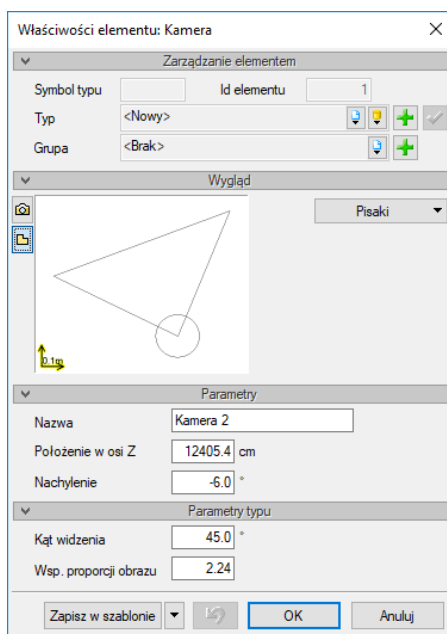 Właściwości elementu: Kamera
Zarządzanie elementem
Symbol typu Id elementu 1
Typ <Nowy>
Grupa <Brak>
Wygląd
Pisaki
0.1m
Parametry
Nazwa Kamera 2
Położenie w osi Z 12405.4 cm
Nachylenie -6.0 °
Parametry typu
Kąt widzenia 45.0 °
Wsp. proporcji obrazu 2.24
Zapisz w szablonie OK Anuluj